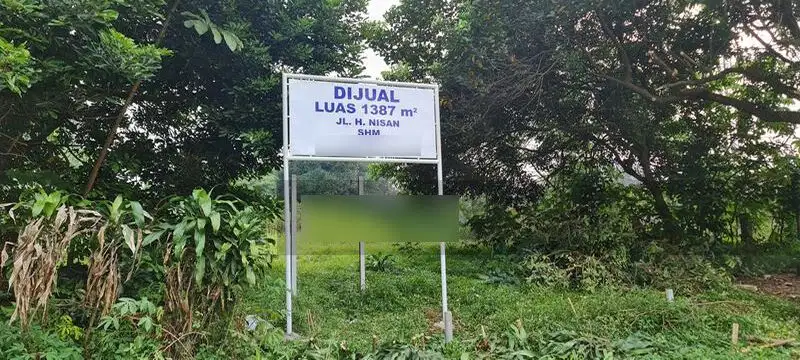 DIJUAL
LUAS 1387 m²
JL. H. NISAN
SHM